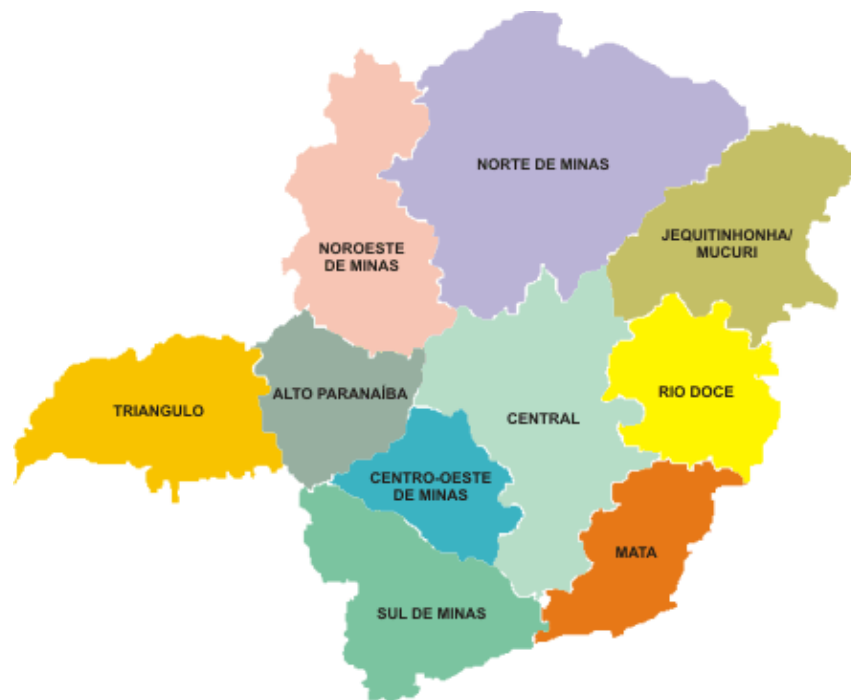 NORTE DE MINAS
JEQUITINHONHA/
MUCURI
NOROESTE
DE MINAS
ALTO PARANAÍBA
RIO DOCE
TRIANGULO
CENTRAL
CENTRO-OESTE
DE MINAS
MATA
SUL DE MINAS